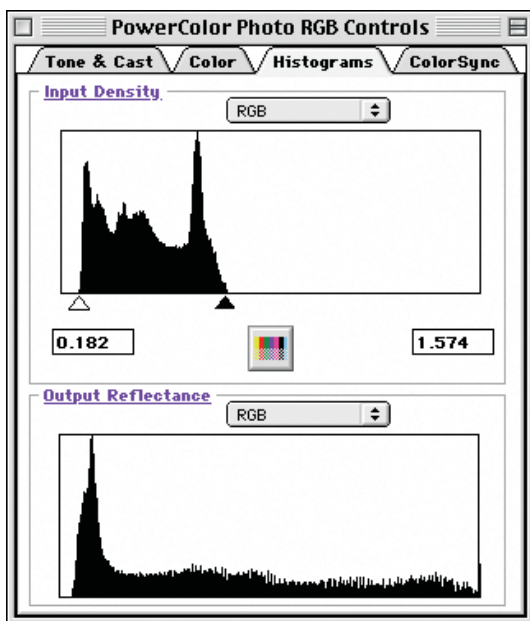 PowerColor Photo RGB Controls
Tone & Cast Color Histograms ColorSync
Input Density
RGB
0.182 1.574
Output Reflectance
RGB